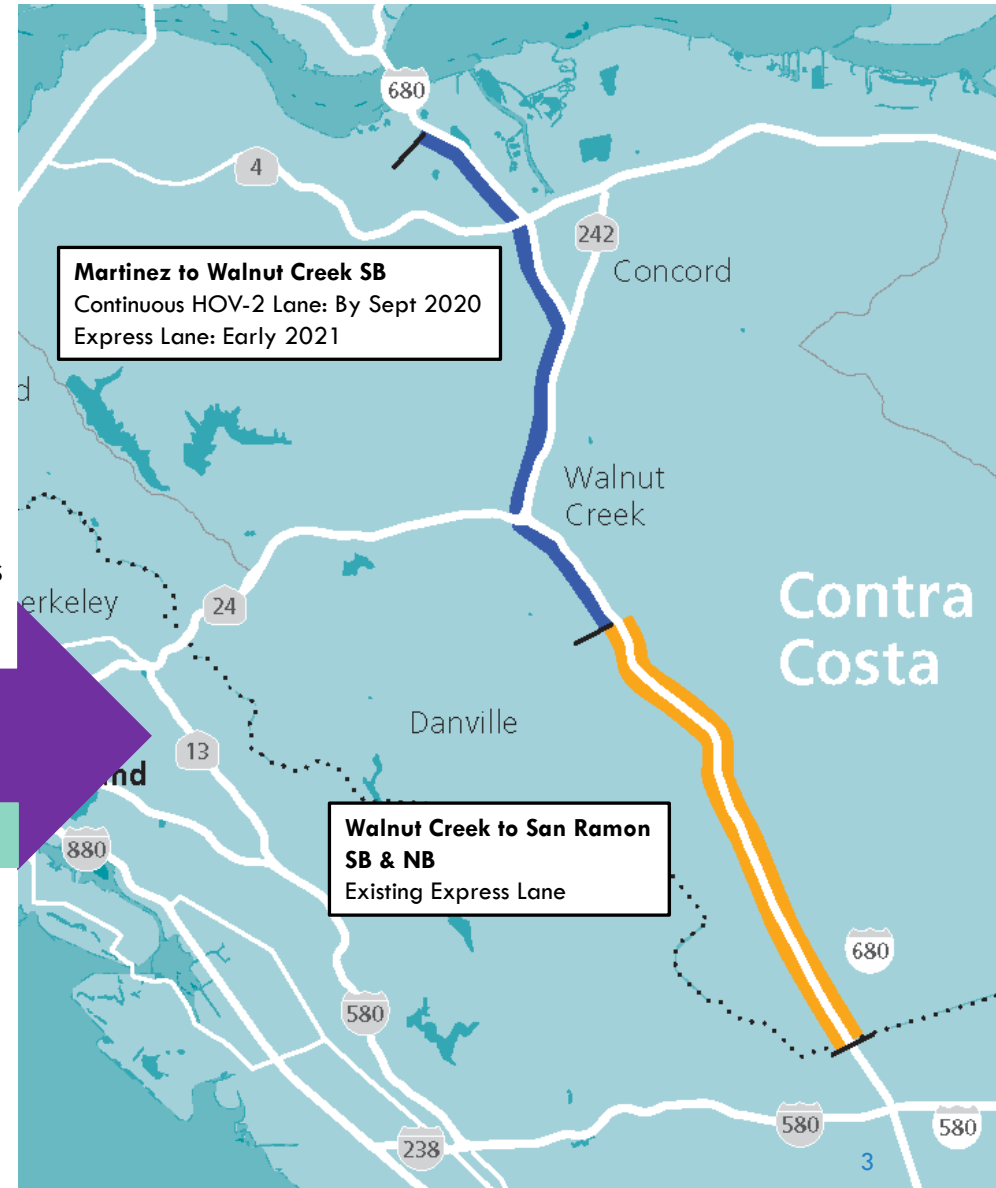 680
4
242
Concord
Martinez to Walnut Creek SB
Continuous HOV-2 Lane: By Sept 2020
Express Lane: Early 2021
d
Walnut
Creek
s
erkeley
24
Contra
Costa
Danville
13
nd
Walnut Creek to San Ramon
SB & NB
Existing Express Lane
880
680
580
580
580
238
3